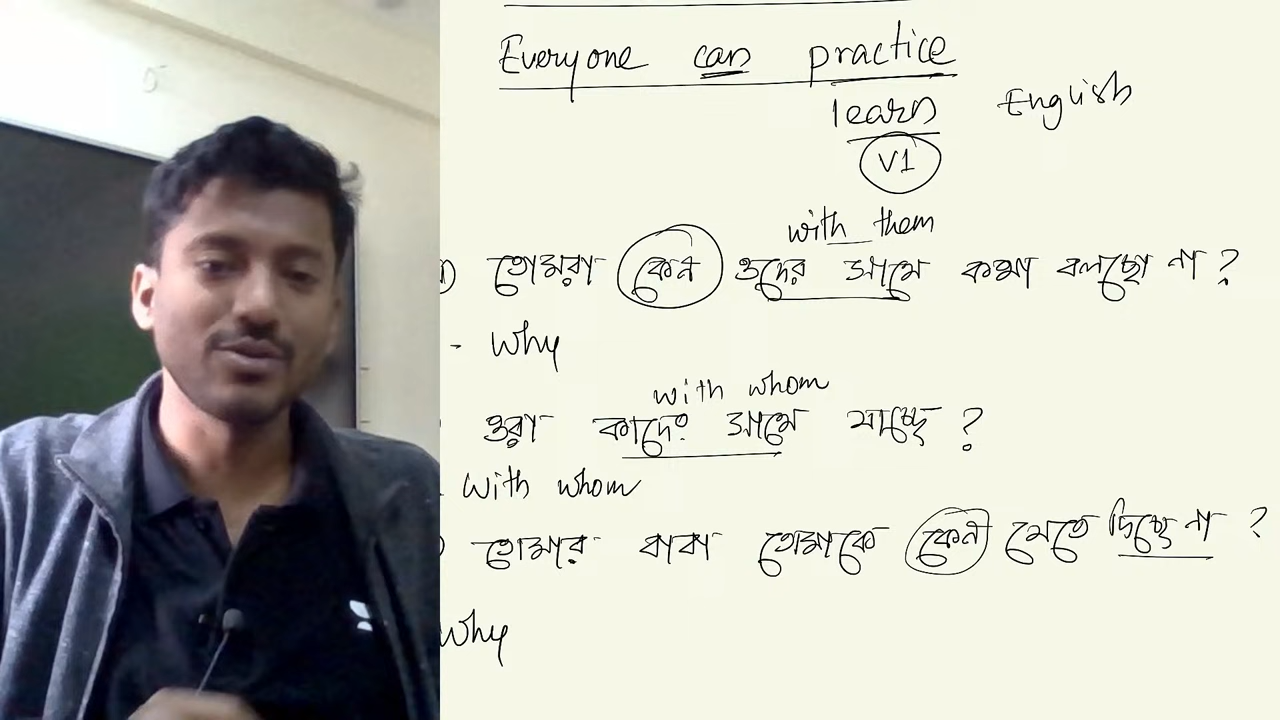 Everyone can practice
learn English
V1
with them
তোমরা কেন ওদের সাথে কথা বলছো না ?
- Why
with whom
ওরা কাদের সাথে যাচ্ছে ?
With whom
তোমার বাবা তোমাকে কেন যেতে দিচ্ছে না ?
Why